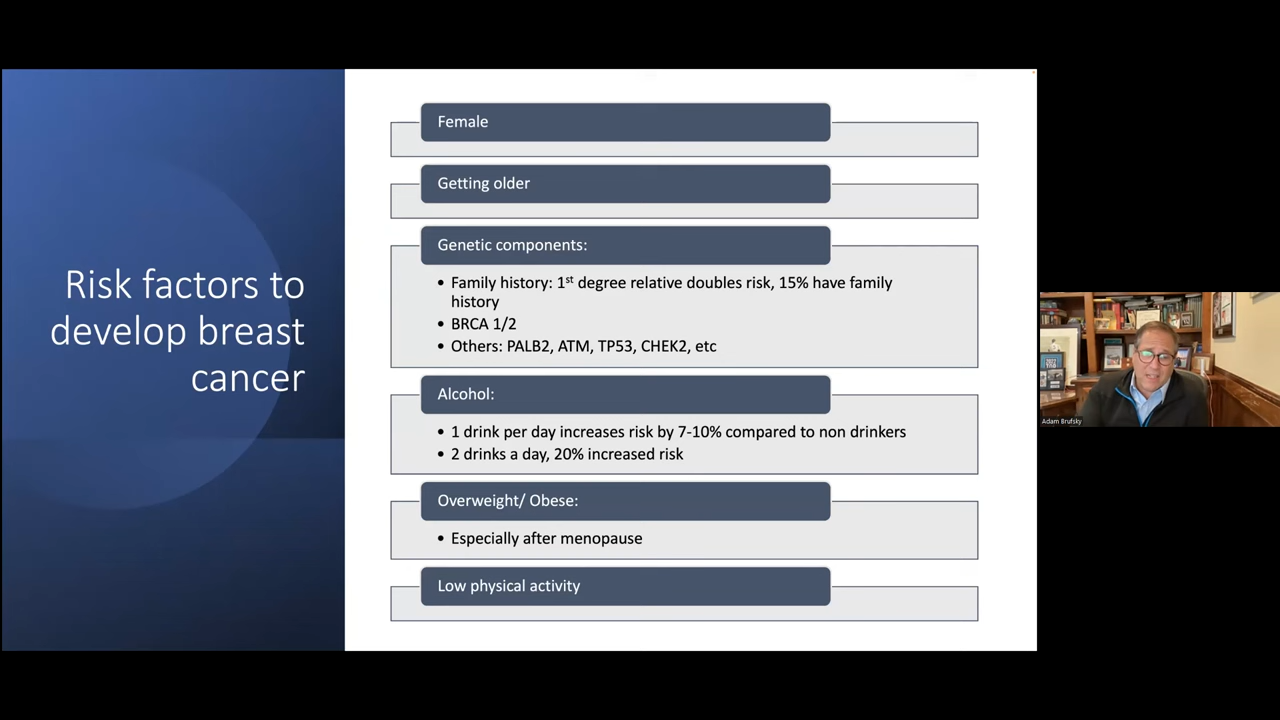 Risk factors to
develop breast
cancer
Female
Getting older
Genetic components:
• Family history: 1st degree relative doubles risk, 15% have family
history
• BRCA 1/2
• Others: PALB2, ATM, TP53, CHEK2, etc
Alcohol:
• 1 drink per day increases risk by 7-10% compared to non drinkers
• 2 drinks a day, 20% increased risk
Overweight/ Obese:
• Especially after menopause
Low physical activity
Adam Brufsky